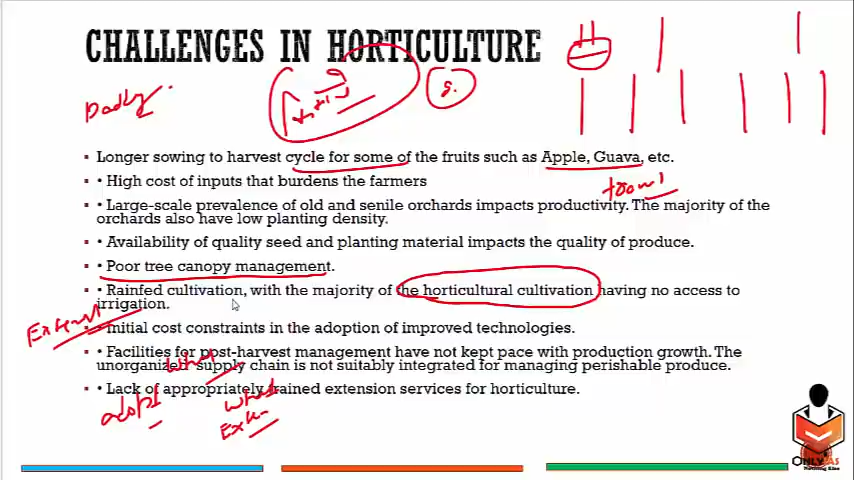 CHALLENGES IN HORTICULTURE
▪ Longer sowing to harvest cycle for some of the fruits such as Apple, Guava, etc.
▪ • High cost of inputs that burdens the farmers
▪ • Large-scale prevalence of old and senile orchards impacts productivity. The majority of the
orchards also have low planting density.
▪ • Availability of quality seed and planting material impacts the quality of produce.
▪ • Poor tree canopy management.
▪ • Rainfed cultivation, with the majority of the horticultural cultivation having no access to
irrigation.
▪ • Initial cost constraints in the adoption of improved technologies.
▪ • Facilities for post-harvest management have not kept pace with production growth. The
unorganized supply chain is not suitably integrated for managing perishable produce.
▪ • Lack of appropriately trained extension services for horticulture.
ONLY IAS
Nothing Else